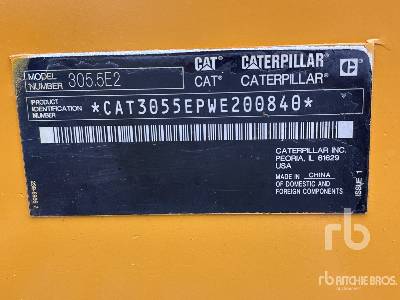 MODEL NUMBER 305.5E2
CAT CATERPILLAR C
CAT® CATERPILLAR®
PRODUCT IDENTIFICATION NUMBER *CAT3055EPWE200840*
CATERPILLAR INC.
PEORIA, IL 61629
USA
MADE IN CHINA
OF DOMESTIC AND
FOREIGN COMPONENTS
ISSUE 1
rb
RITCHIE BROS.